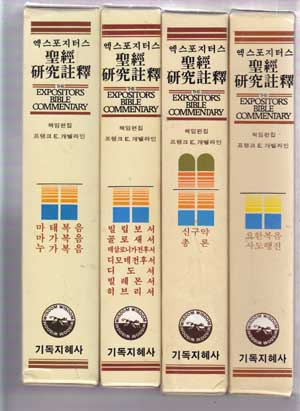 엑스포지터스
聖經
硏究註釋
THE
EXPOSITOR'S
BIBLE
COMMENTARY
책임편집
프랭크 E. 개벨라인
마태복음
마가복음
누가복음
기독지혜사
엑스포지터스
聖經
硏究註釋
THE
EXPOSITOR'S
BIBLE
COMMENTARY
책임편집
프랭크 E. 개벨라인
빌립보서
골로새서
데살로니가전후서
디모데전후서
디도서
빌레몬서
히브리서
기독지혜사
엑스포지터스
聖經
硏究註釋
THE
EXPOSITOR'S
BIBLE
COMMENTARY
책임편집
프랭크 E. 개벨라인
신구약
총론
기독지혜사
엑스포지터스
聖經
硏究註釋
THE
EXPOSITOR'S
BIBLE
COMMENTARY
책임편집
프랭크 E. 개벨라인
요한복음
사도행전
기독지혜사